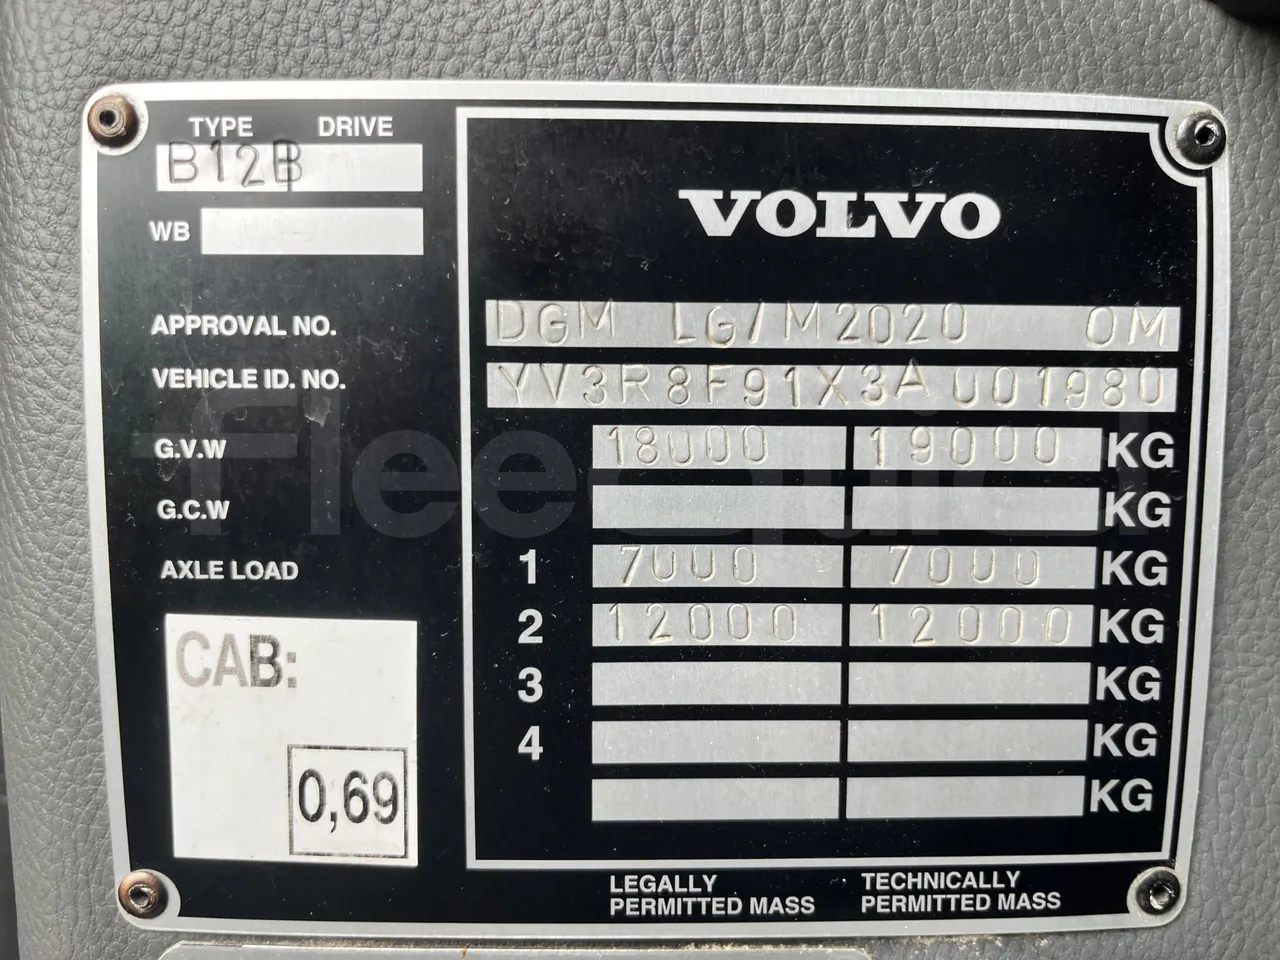 TYPE DRIVE
B12B
WB
VOLVO
APPROVAL NO. DGM LG/M2020 OM
VEHICLE ID. NO. YV3R8F91X3A001980
G.V.W 18000 19000 KG
G.C.W KG
AXLE LOAD 1 7000 7000 KG
2 12000 12000 KG
3 KG
4 KG
KG
CAB:
0,69
LEGALLY PERMITTED MASS
TECHNICALLY PERMITTED MASS
fleequid